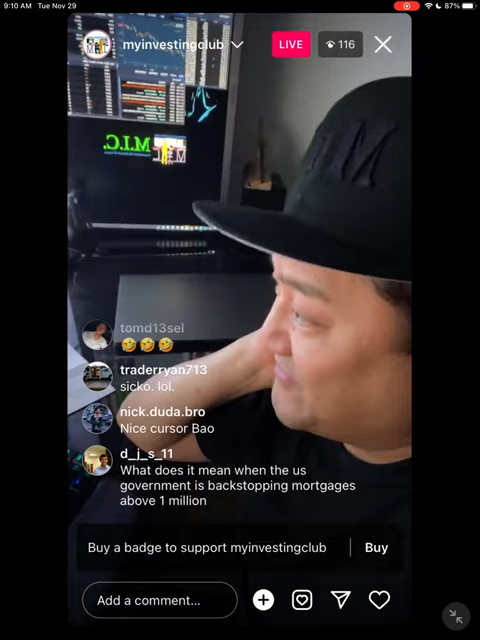 9:10 AM Tue Nov 29
87%
myinvestingclub
LIVE
116
M.I.C.
tomd13sel
🤣🤣🤣
traderryan713
sicko. lol.
nick.duda.bro
Nice cursor Bao
d_j_s_11
What does it mean when the us
government is backstopping mortgages
above 1 million
Buy a badge to support myinvestingclub
Buy
Add a comment...